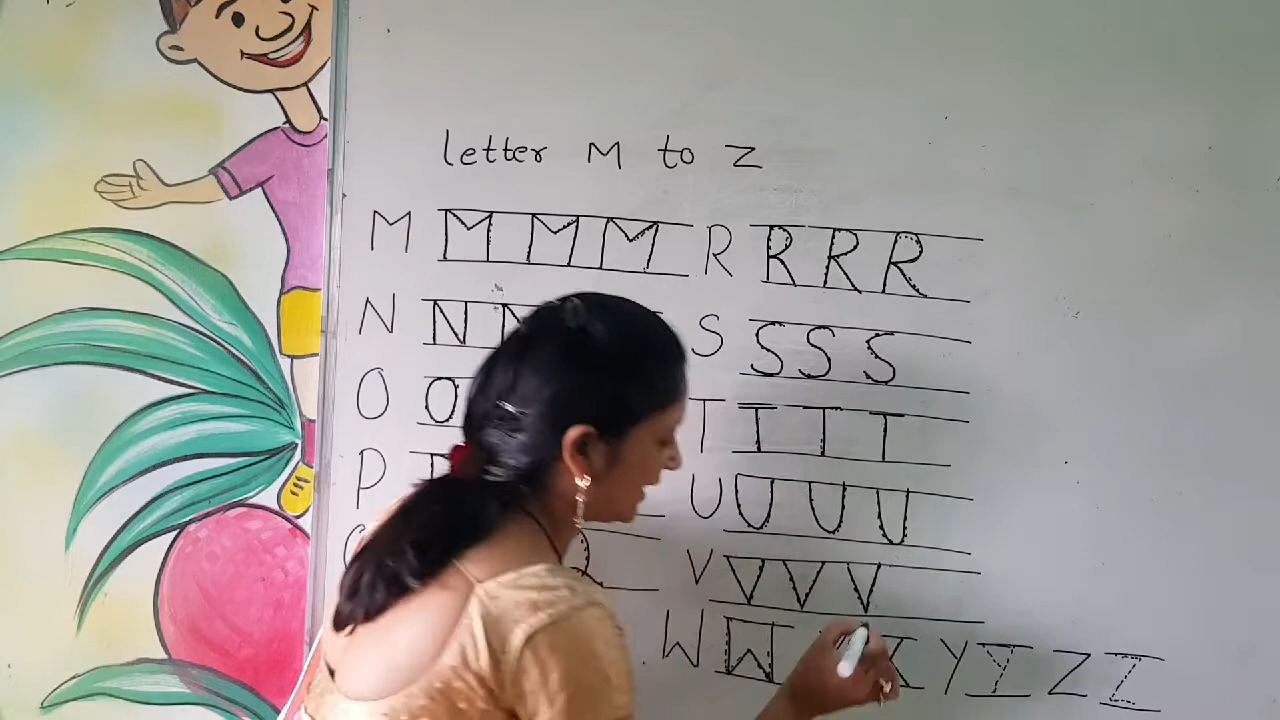 letter M to Z
M M M M R R R R
N N N S S S S
O O T T T T
P U U U U
V V V V
W W X Y Y Z Z